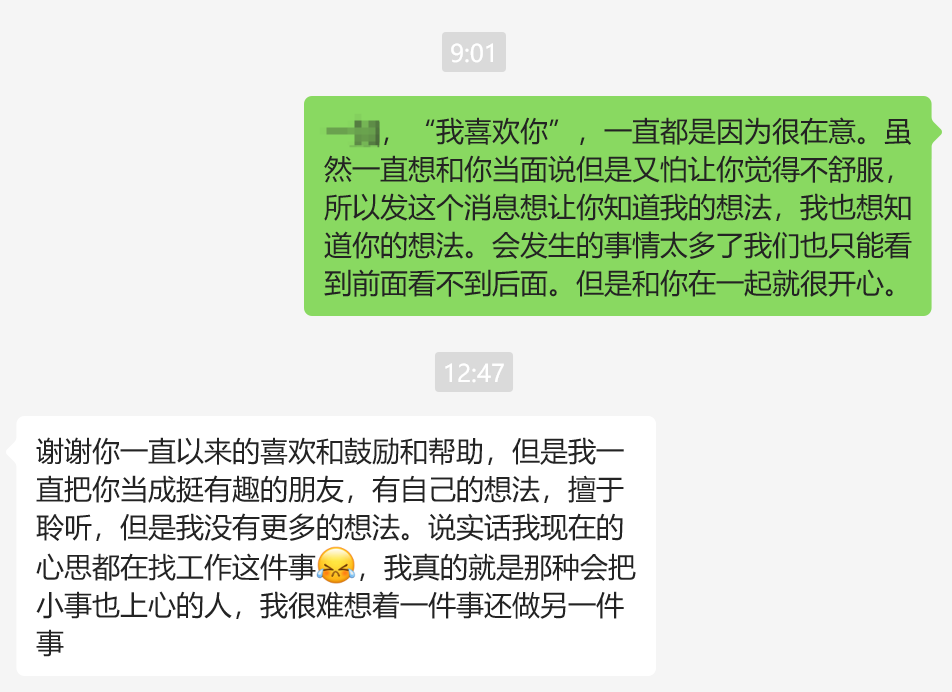 9:01
，“我喜欢你”，一直都是因为很在意。虽
然一直想和你当面说但是又怕让你觉得不舒服，
所以发这个消息想让你知道我的想法，我也想知
道你的想法。会发生的事情太多了我们也只能看
到前面看不到后面。但是和你在一起就很开心。
12:47
谢谢你一直以来的喜欢和鼓励和帮助，但是我一
直把你当成挺有趣的朋友，有自己的想法，擅于
聆听，但是我没有更多的想法。说实话我现在的
心思都在找工作这件事😹，我真的就是那种会把
小事也上心的人，我很难想着一件事还做另一件
事